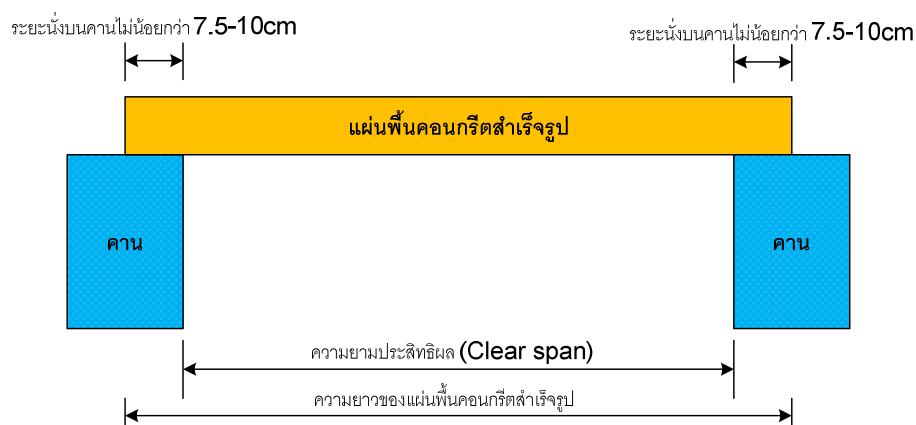 ระยะนั่งบนคานไม่น้อยกว่า 7.5-10cm
ระยะนั่งบนคานไม่น้อยกว่า 7.5-10cm
แผ่นพื้นคอนกรีตสำเร็จรูป
คาน
คาน
ความยามประสิทธิผล (Clear span)
ความยาวของแผ่นพื้นคอนกรีตสำเร็จรูป